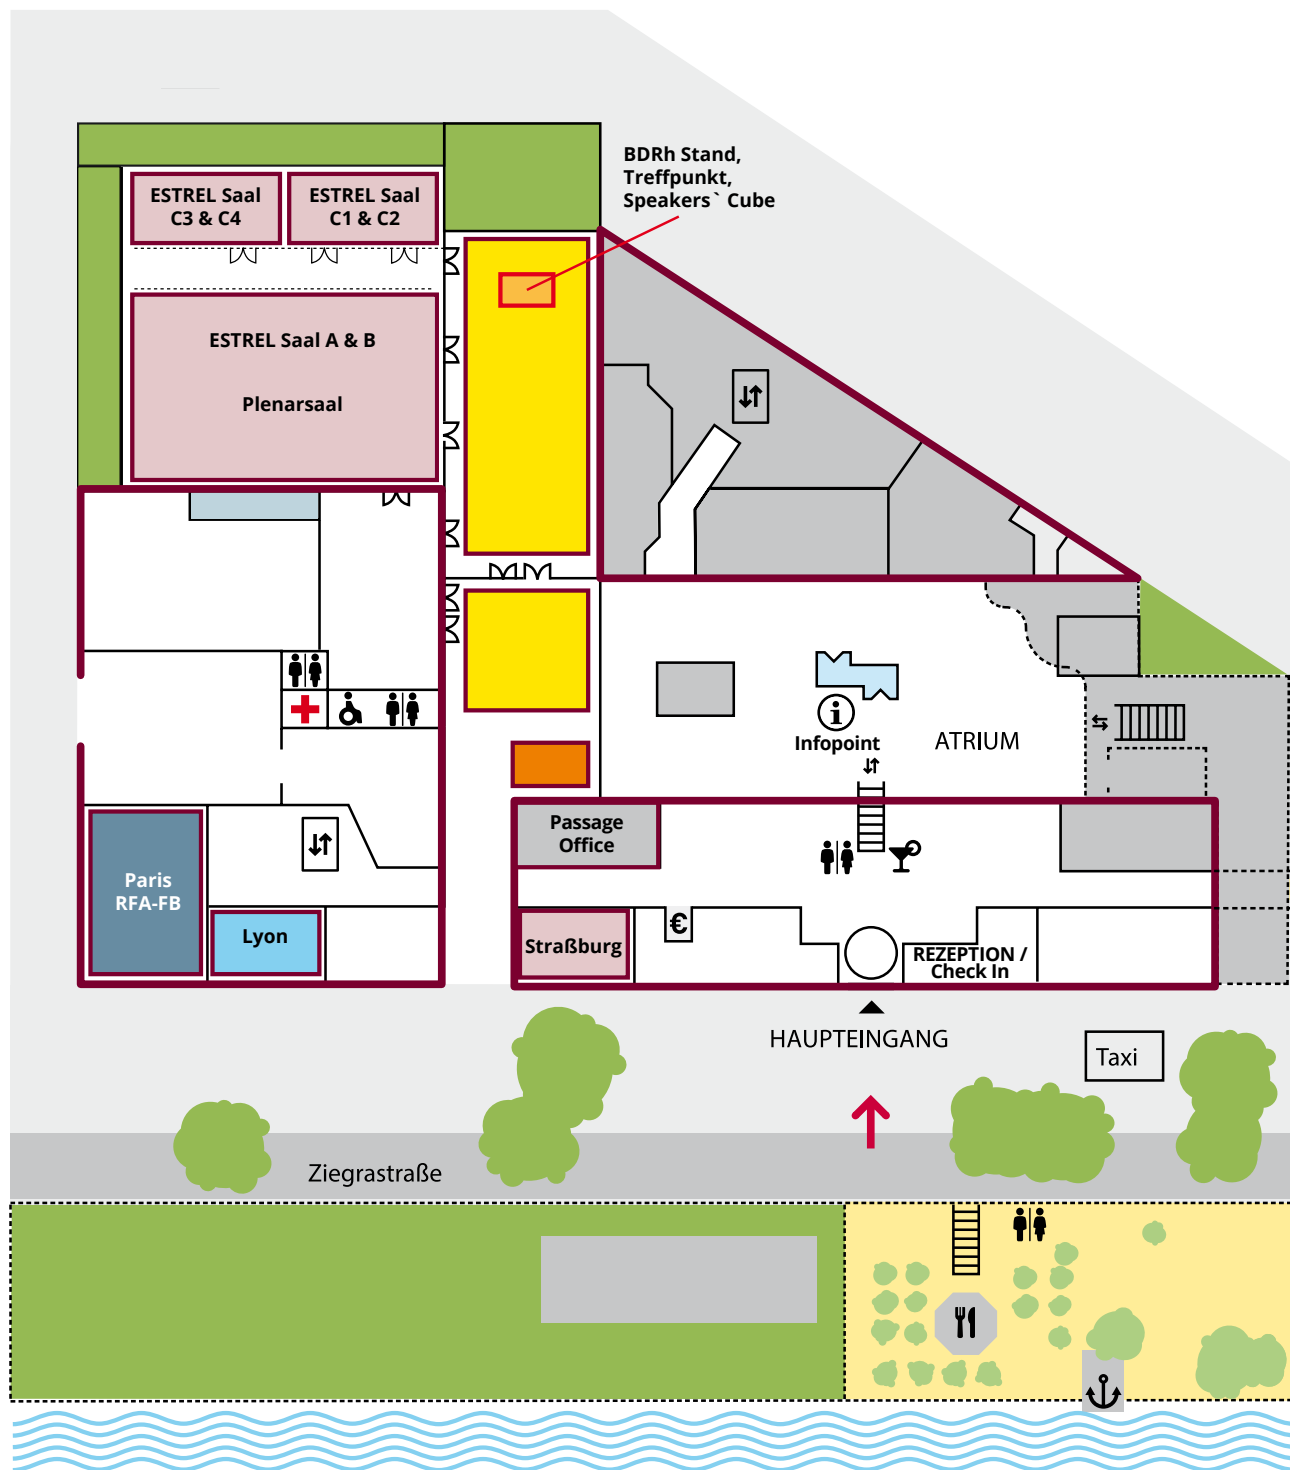 BDRh Stand,
Treffpunkt,
Speakers` Cube
ESTREL Saal
C3 & C4
ESTREL Saal
C1 & C2
ESTREL Saal A & B
Plenarsaal
Infopoint
ATRIUM
Passage
Office
Paris
RFA-FB
Lyon
Straßburg
€
REZEPTION /
Check In
HAUPTEINGANG
Taxi
Ziegrastraße